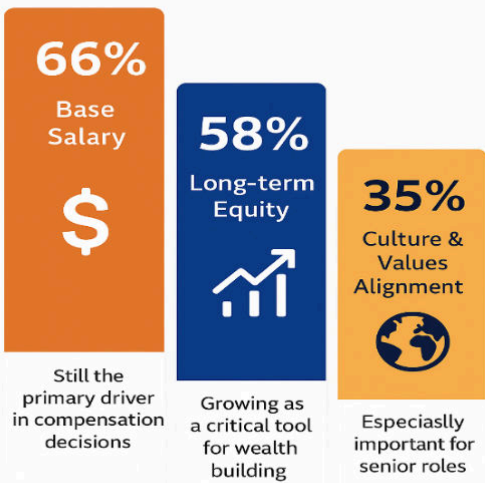 66%
Base
Salary
$
Still the
primary driver
in compensation
decisions
58%
Long-term
Equity
Growing as
a critical tool
for wealth
building
35%
Culture &
Values
Alignment
Especiaslly
important for
senior roles